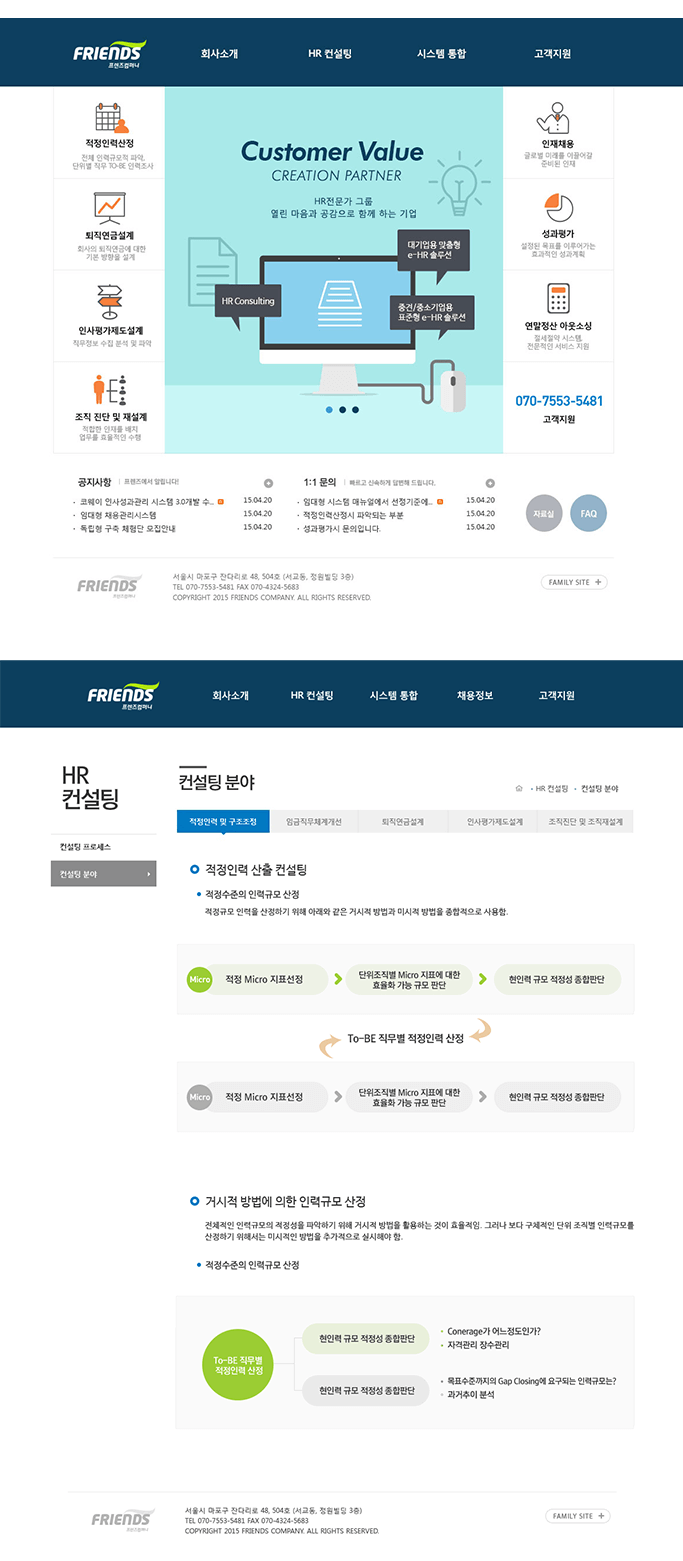 FRIENDS
프렌즈컴퍼니
회사소개
HR 컨설팅
시스템 통합
고객지원
적정인력산정
전체 인력규모적 파악,
단위별 직무 TO-BE 인력조사
퇴직연금설계
회사의 퇴직연금에 대한
기본 방향을 설계
인사평가제도설계
직무정보 수집 분석 및 파악
조직 진단 및 재설계
적합한 인재를 배치
업무를 효율적인 수행
Customer Value
CREATION PARTNER
HR전문가 그룹
열린 마음과 공감으로 함께 하는 기업
대기업용 맞춤형
e-HR 솔루션
HR Consulting
중견/중소기업용
표준형 e-HR 솔루션
인재채용
글로벌 미래를 이끌어갈
준비된 인재
성과평가
설정된 목표를 이루어가는
효과적인 성과계획
연말정산 아웃소싱
절세절약 시스템,
전문적인 서비스 지원
070-7553-5481
고객지원
공지사항 | 프렌즈에서 알립니다!
· 코웨이 인사성과관리 시스템 3.0개발 수... 15.04.20
· 임대형 채용관리시스템 15.04.20
· 독립형 구축 체험단 모집안내 15.04.20
1:1 문의 | 빠르고 신속하게 답변해 드립니다.
· 임대형 시스템 매뉴얼에서 선정기준에... 15.04.20
· 적정인력산정시 파악되는 부분 15.04.20
· 성과평가시 문의입니다. 15.04.20
자료실
FAQ
FRIENDS
프렌즈컴퍼니
서울시 마포구 잔다리로 48, 504호 (서교동, 정원빌딩 3층)
TEL 070-7553-5481 FAX 070-4324-5683
COPYRIGHT 2015 FRIENDS COMPANY. ALL RIGHTS RESERVED.
FAMILY SITE +
FRIENDS
프렌즈컴퍼니
회사소개
HR 컨설팅
시스템 통합
채용정보
고객지원
HR
컨설팅
컨설팅 프로세스
컨설팅 분야
컨설팅 분야
· HR 컨설팅 · 컨설팅 분야
적정인력 및 구조조정
임금직무체계개선
퇴직연금설계
인사평가제도설계
조직진단 및 조직재설계
적정인력 산출 컨설팅
• 적정수준의 인력규모 산정
적정규모 인력을 산정하기 위해 아래와 같은 거시적 방법과 미시적 방법을 종합적으로 사용함.
Micro
적정 Micro 지표선정
단위조직별 Micro 지표에 대한
효율화 가능 규모 판단
현인력 규모 적정성 종합판단
To-BE 직무별 적정인력 산정
Micro
적정 Micro 지표선정
단위조직별 Micro 지표에 대한
효율화 가능 규모 판단
현인력 규모 적정성 종합판단
거시적 방법에 의한 인력규모 산정
전체적인 인력규모의 적정성을 파악하기 위해 거시적 방법을 활용하는 것이 효율적임. 그러나 보다 구체적인 단위 조직별 인력규모를
산정하기 위해서는 미시적인 방법을 추가적으로 실시해야 함.
• 적정수준의 인력규모 산정
To-BE 직무별
적정인력 산정
현인력 규모 적정성 종합판단
• Conerage가 어느정도인가?
• 자격관리 장수관리
현인력 규모 적정성 종합판단
• 목표수준까지의 Gap Closing에 요구되는 인력규모는?
• 과거추이 분석
FRIENDS
프렌즈컴퍼니
서울시 마포구 잔다리로 48, 504호 (서교동, 정원빌딩 3층)
TEL 070-7553-5481 FAX 070-4324-5683
COPYRIGHT 2015 FRIENDS COMPANY. ALL RIGHTS RESERVED.
FAMILY SITE +